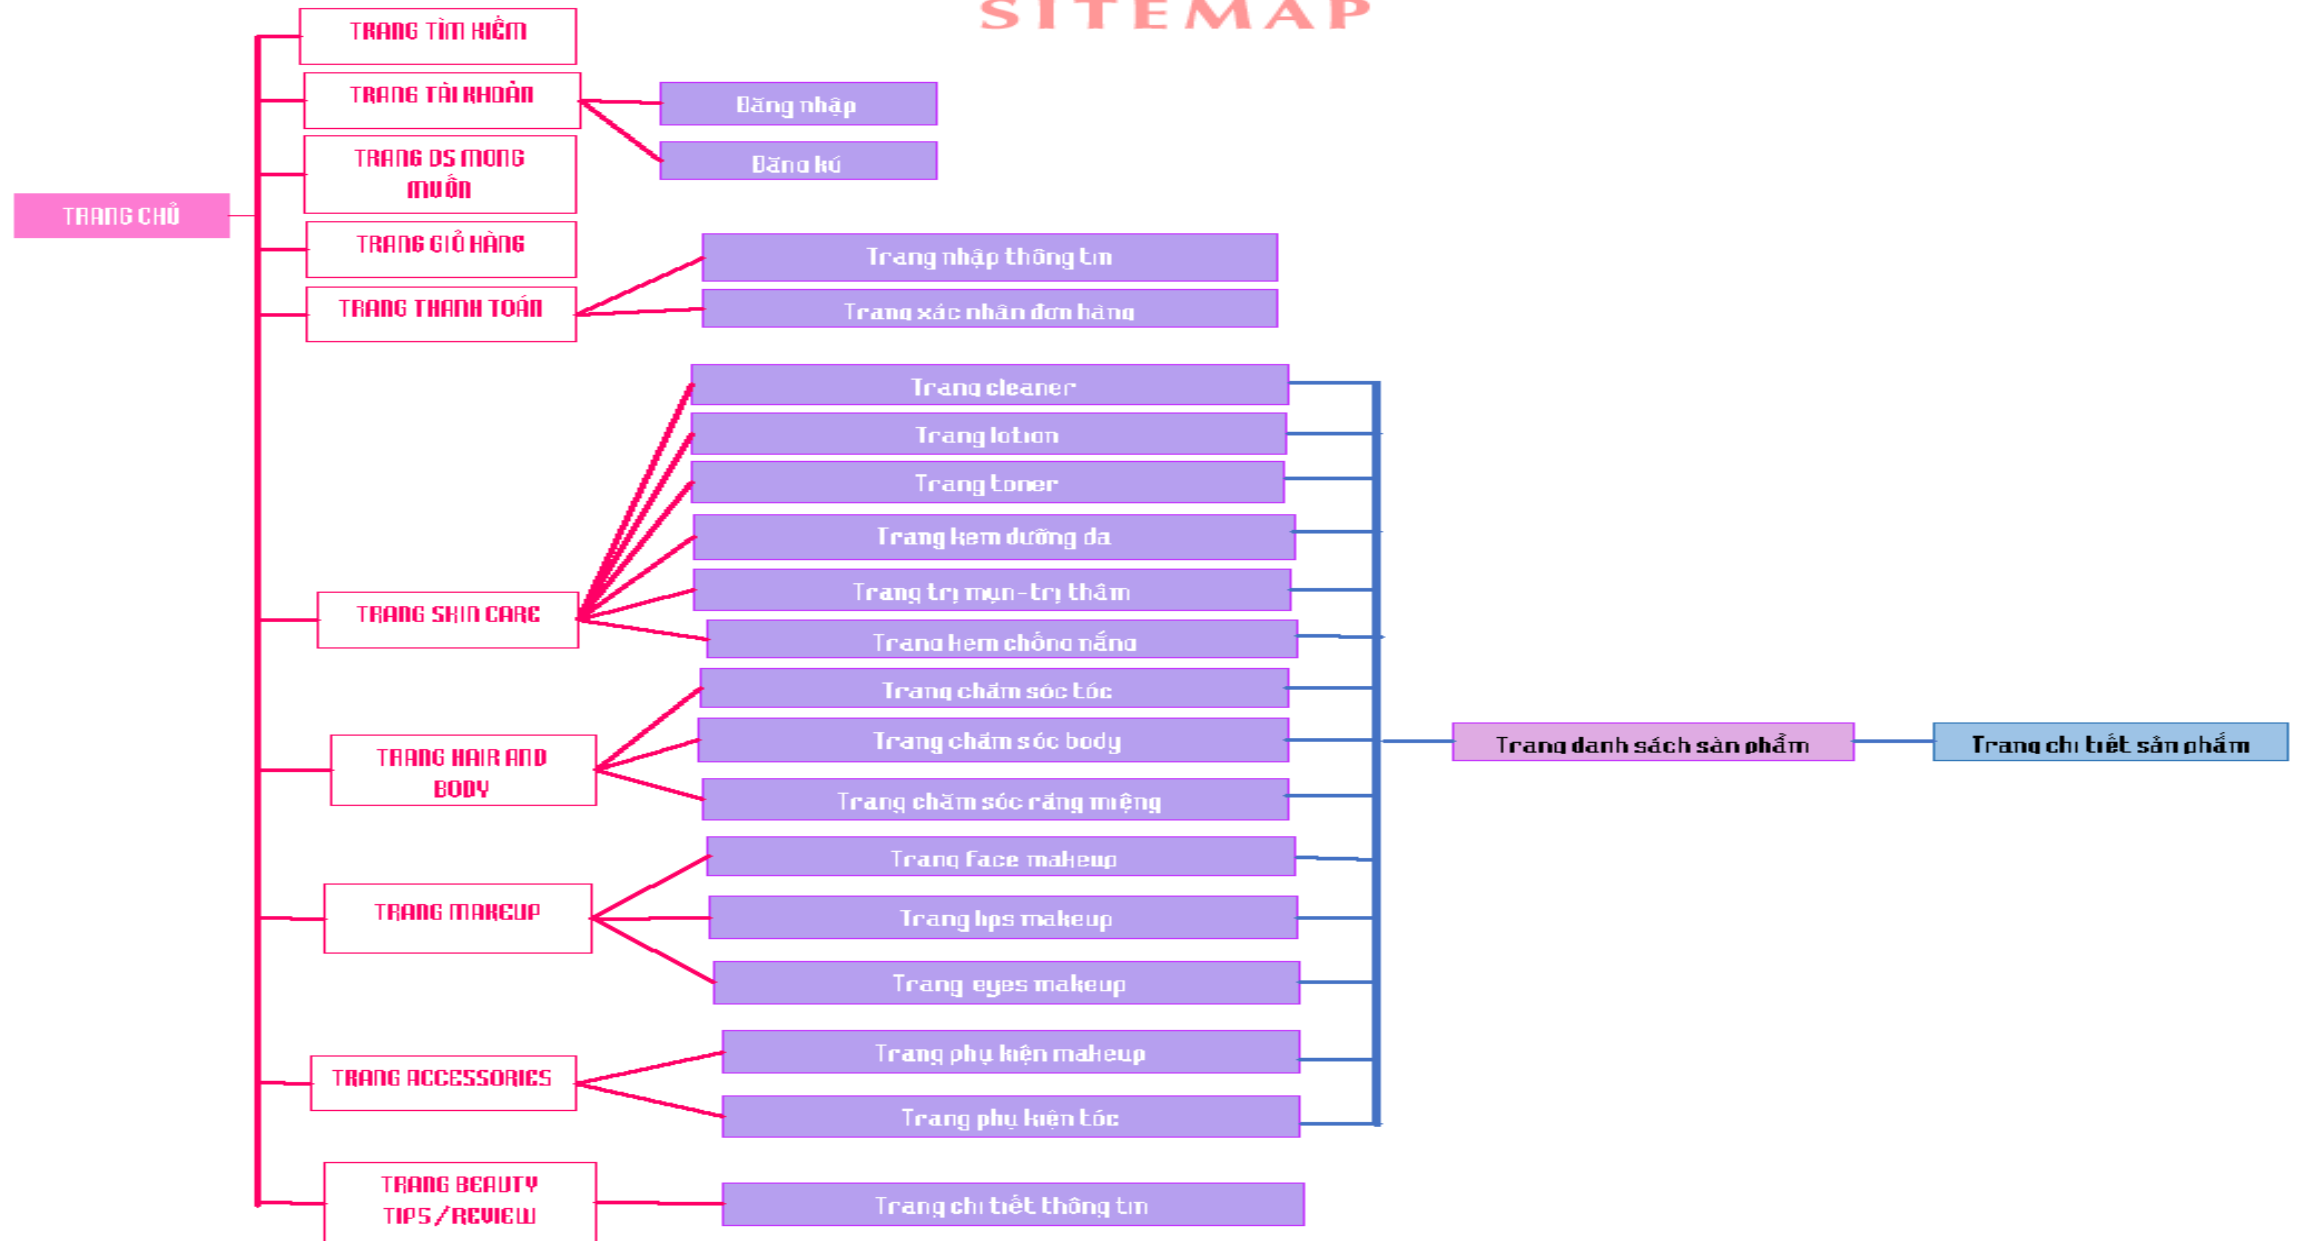 SITEMAP
TRANG TÌM KIẾM
TRANG TÀI KHOẢN
Đăng nhập
Đăng ký
TRANG DS MONG
MUỐN
TRANG CHỦ
TRANG GIỎ HÀNG
Trang nhập thông tin
TRANG THANH TOÁN
Trang xác nhân đơn hàng
Trang cleaner
Trang lotion
Trang toner
Trang kem dưỡng da
Trang trị mụn-trị thâm
TRANG SKIN CARE
Trang kem chống nắng
Trang chăm sóc tóc
TRANG HAIR AND
BODY
Trang chăm sóc body
Trang chăm sóc răng miệng
Trang danh sách sản phẩm
Trang chi tiết sản phẩm
Trang face makeup
TRANG MAKEUP
Trang lips makeup
Trang eyes makeup
Trang phụ kiện makeup
TRANG ACCESSORIES
Trang phụ kiện tóc
TRANG BEAUTY
TIPS/REVIEW
Trang chi tiết thông tin